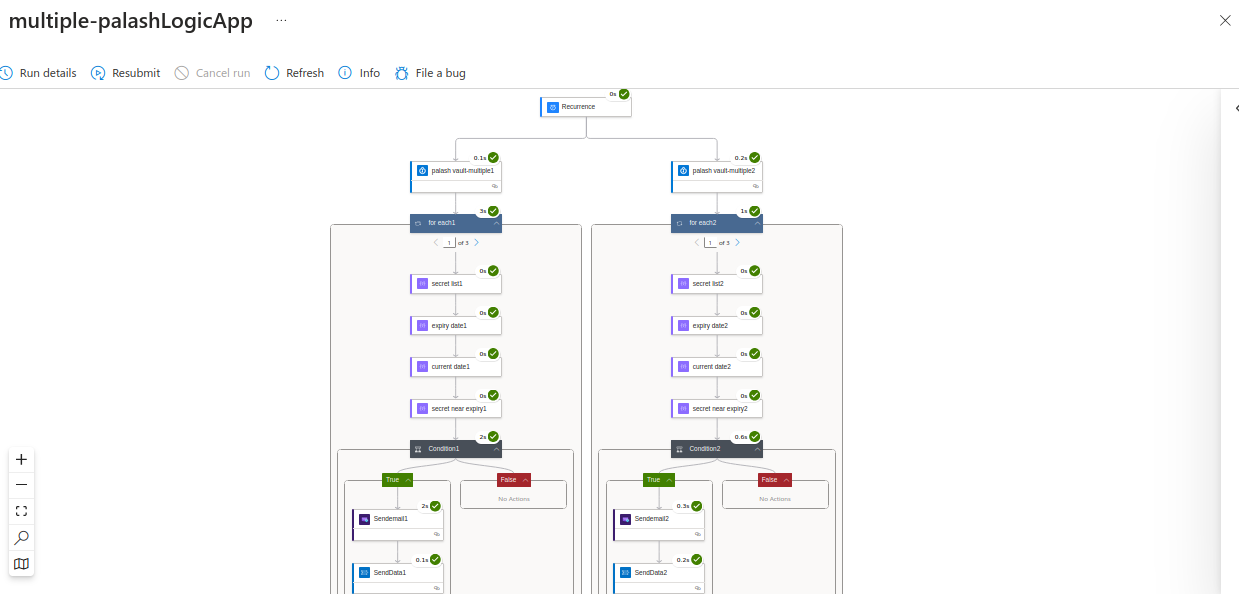 multiple-palashLogicApp ...
Run details Resubmit Cancel run Refresh Info File a bug
0s
Recurrence
0.1s 0.2s
palash vault-multiple1 palash vault-multiple2
3s 1s
for each1 for each2
1 of 3 1 of 3
0s 0s
secret list1 secret list2
0s 0s
expiry date1 expiry date2
0s 0s
current date1 current date2
0s 0s
secret near expiry1 secret near expiry2
2s 0.6s
Condition1 Condition2
True False True False
No Actions No Actions
2s 0.3s
Sendemail1 Sendemail2
0.1s 0.2s
SendData1 SendData2